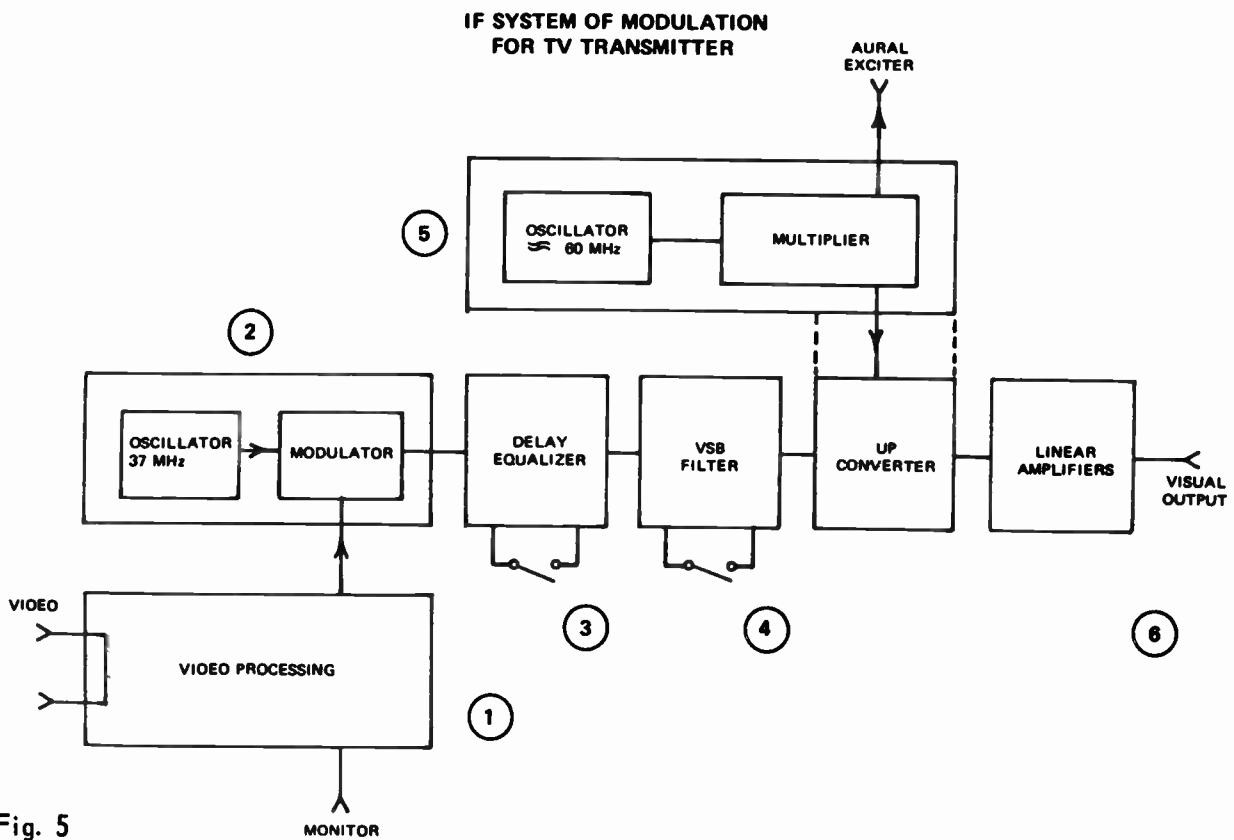 IF SYSTEM OF MODULATION
FOR TV TRANSMITTER
AURAL
EXCITER
5
OSCILLATOR
≈ 60 MHz
MULTIPLIER
2
OSCILLATOR
37 MHz
MODULATOR
DELAY
EQUALIZER
VSB
FILTER
UP
CONVERTER
LINEAR
AMPLIFIERS
VISUAL
OUTPUT
VIDEO
VIDEO PROCESSING
1
3
4
6
MONITOR
Fig. 5